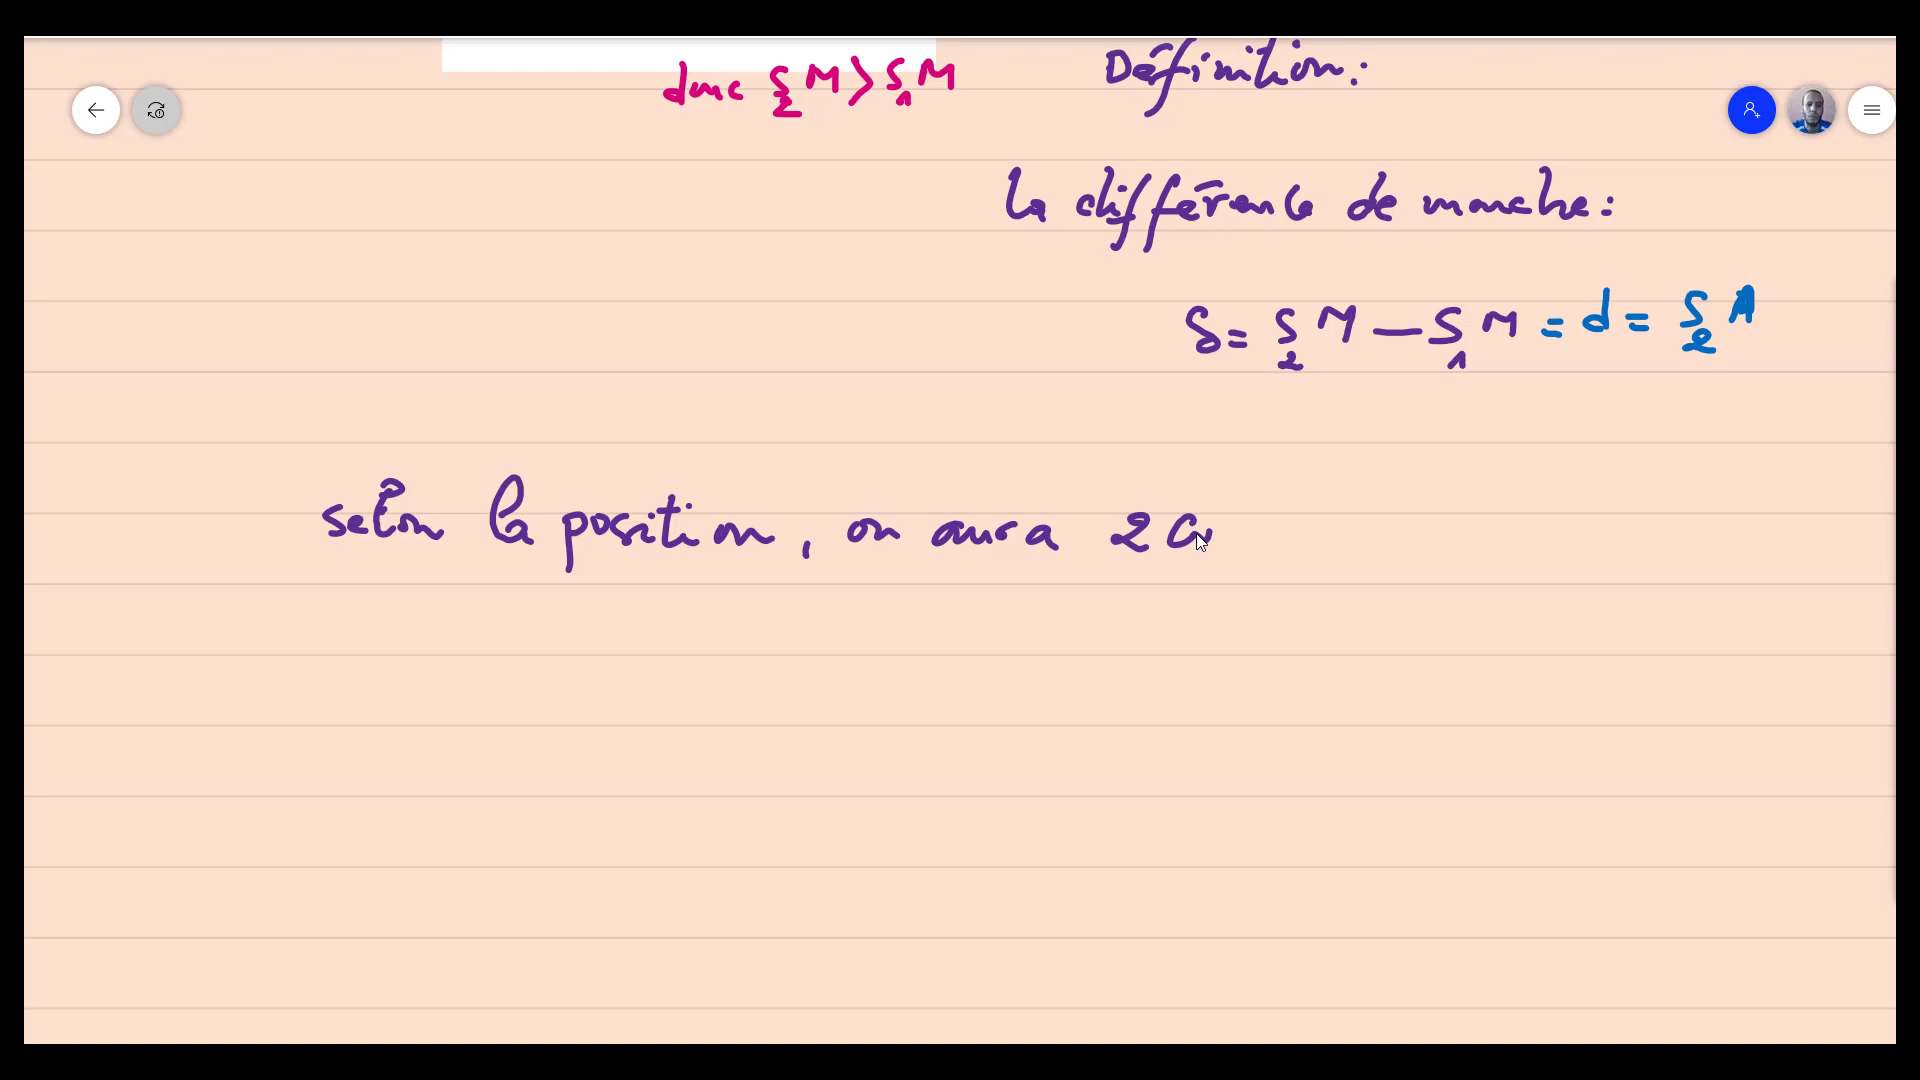 donc S₂M > S₁M
Définition :
la différence de marche :
δ = S₂M − S₁M = d = S₂A
selon la position, on aura 2 ca